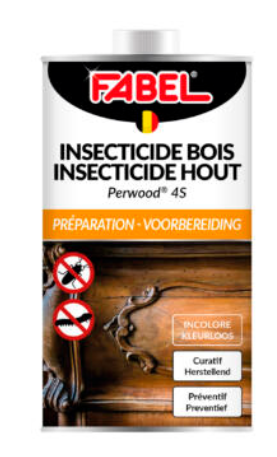 FABEL®
INSECTICIDE BOIS
INSECTICIDE HOUT
Perwood® 4S
PRÉPARATION - VOORBEREIDING
INCOLORE
KLEURLOOS
Curatif
Herstellend
Préventif
Preventief